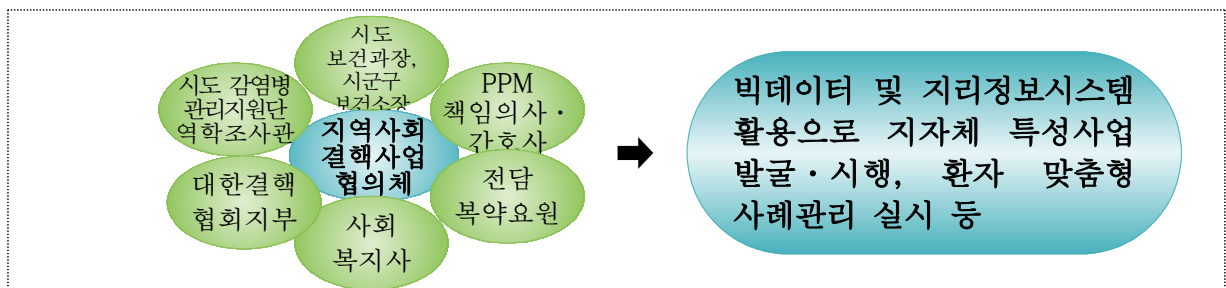 시도
보건과장,
시군구
보건소장
시도 감염병
관리지원단
역학조사관
PPM
책임의사·
간호사
지역사회
결핵사업
협의체
대한결핵
협회지부
전담
복약요원
사회
복지사
빅데이터 및 지리정보시스템
활용으로 지자체 특성사업
발굴·시행, 환자 맞춤형
사례관리 실시 등